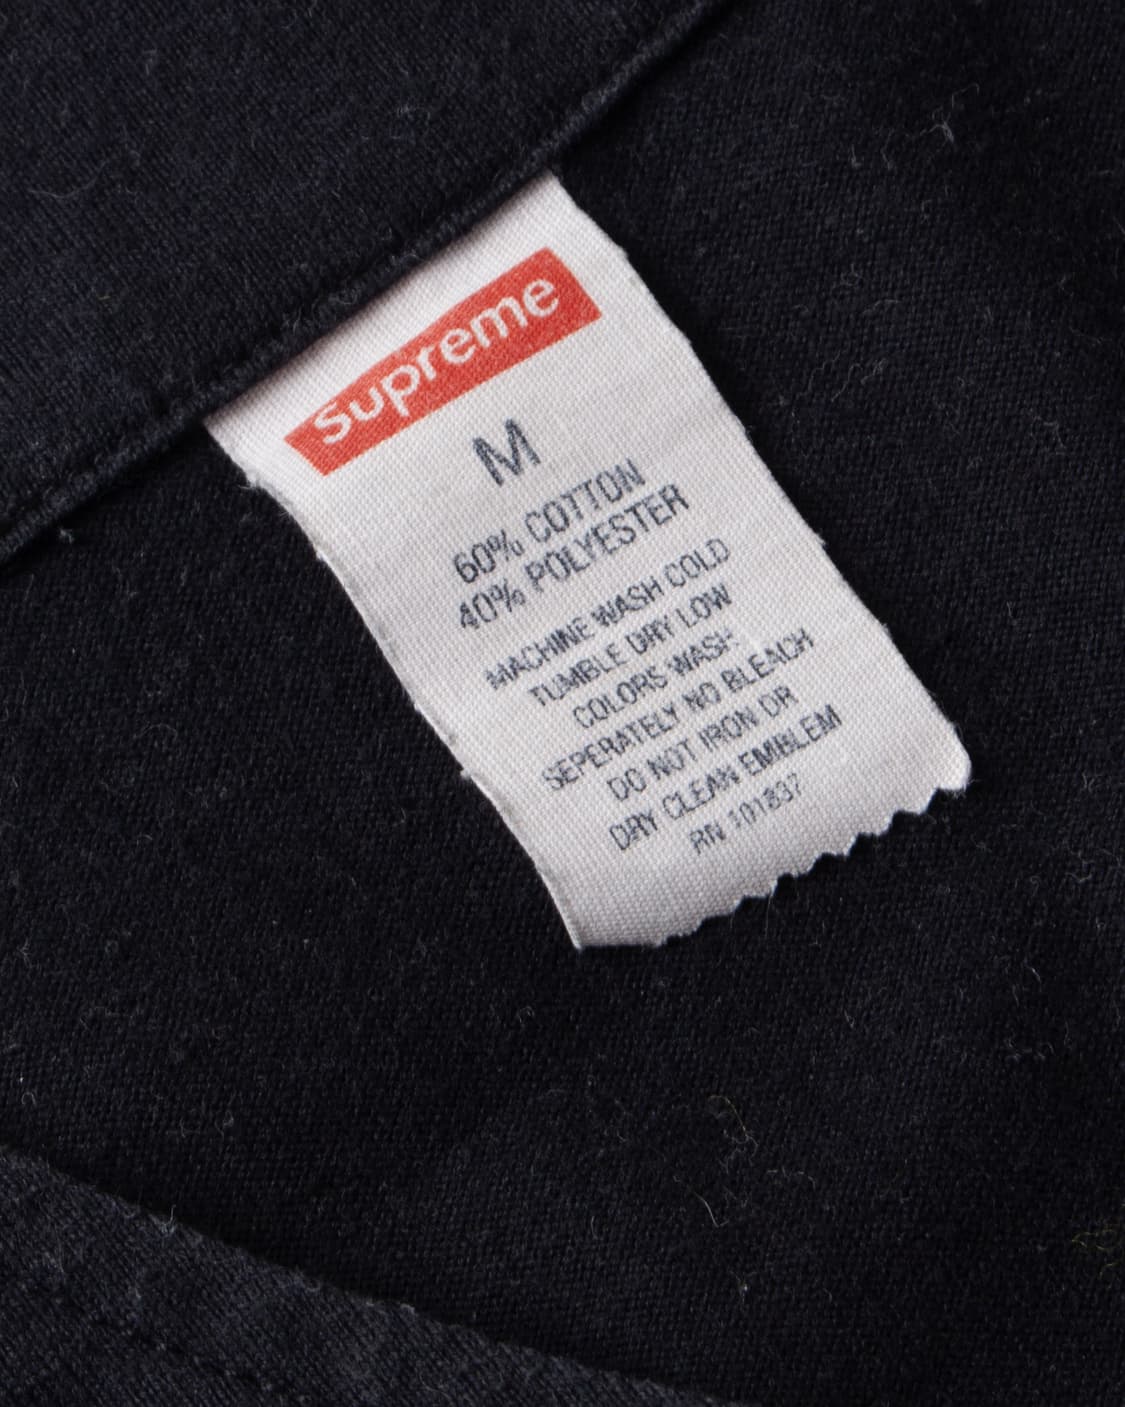 Supreme
M
60% COTTON
40% POLYESTER
MACHINE WASH COLD
TUMBLE DRY LOW
COLORS WASH
SEPERATELY NO BLEACH
DO NOT IRON OR
DRY CLEAN EMBLEM
RN 101837